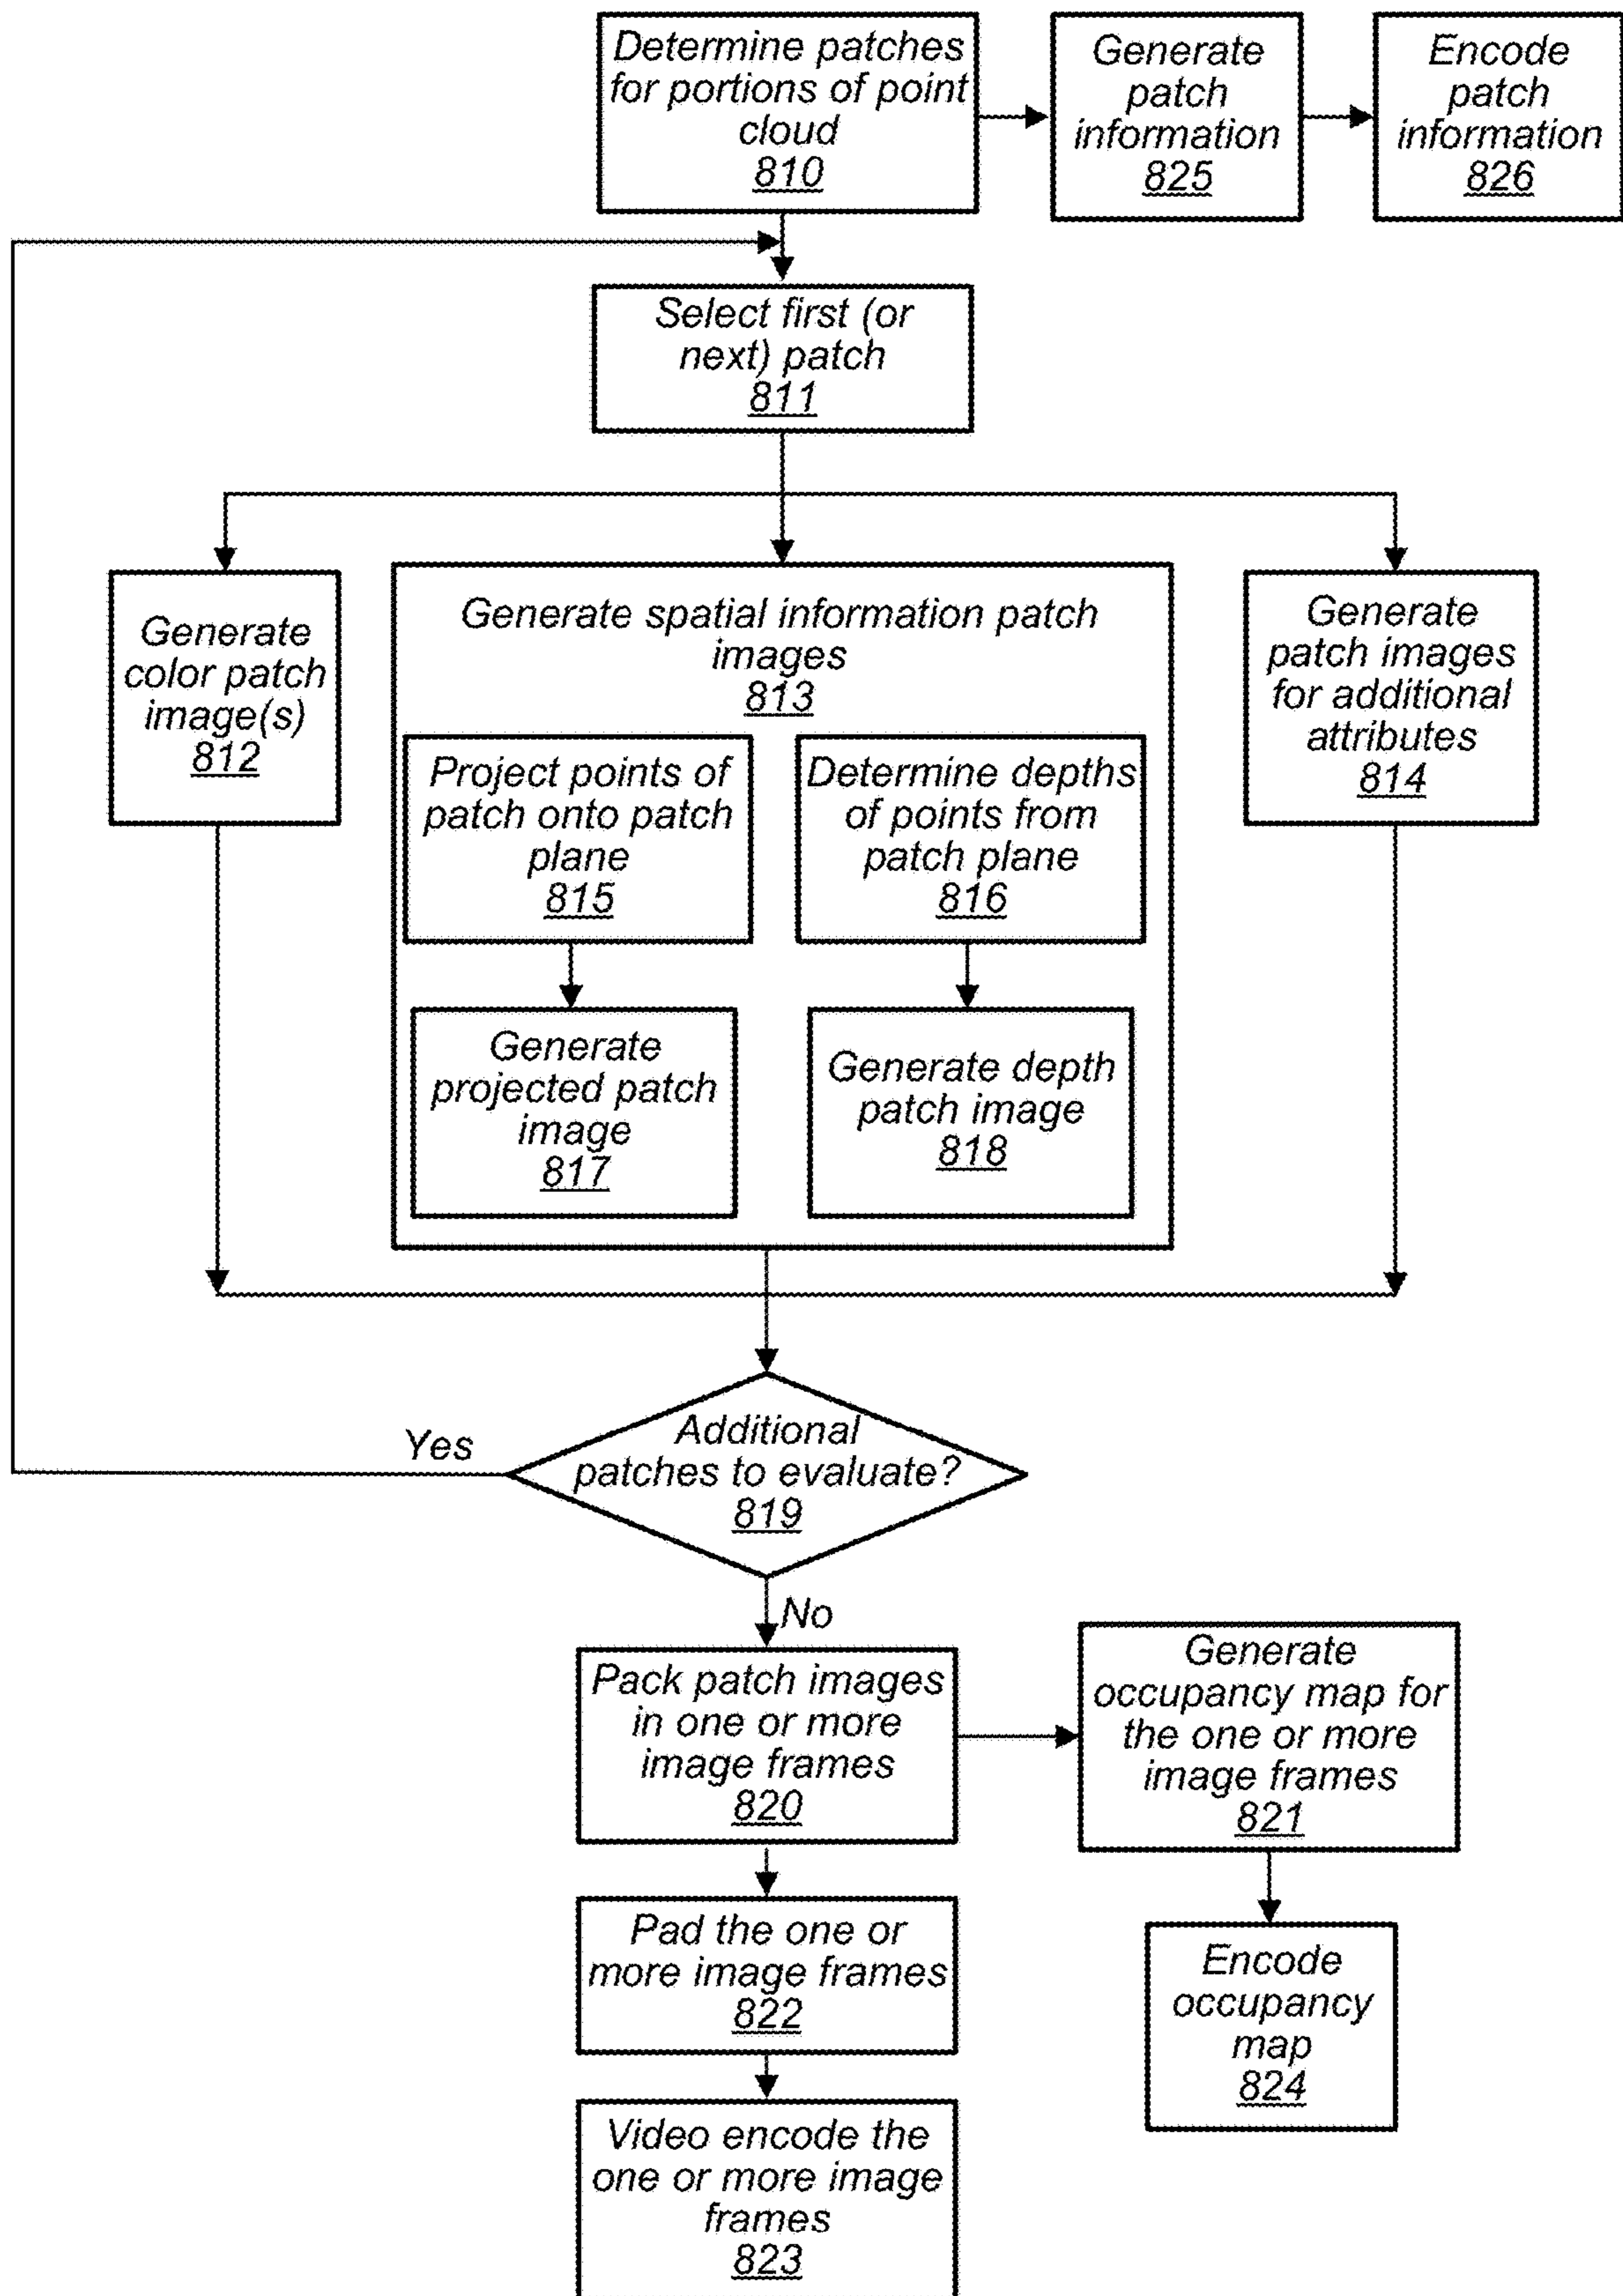 Determine patches
for portions of point
cloud
810
Generate
patch
information
825
Encode
patch
information
826
Select first (or
next) patch
811
Generate
color patch
image(s)
812
Generate spatial information patch
images
813
Project points of
patch onto patch
plane
815
Determine depths
of points from
patch plane
816
Generate
projected patch
image
817
Generate depth
patch image
818
Generate
patch images
for additional
attributes
814
Additional
patches to evaluate?
819
Yes
No
Pack patch images
in one or more
image frames
820
Generate
occupancy map for
the one or more
image frames
821
Pad the one or
more image frames
822
Encode
occupancy
map
824
Video encode the
one or more image
frames
823